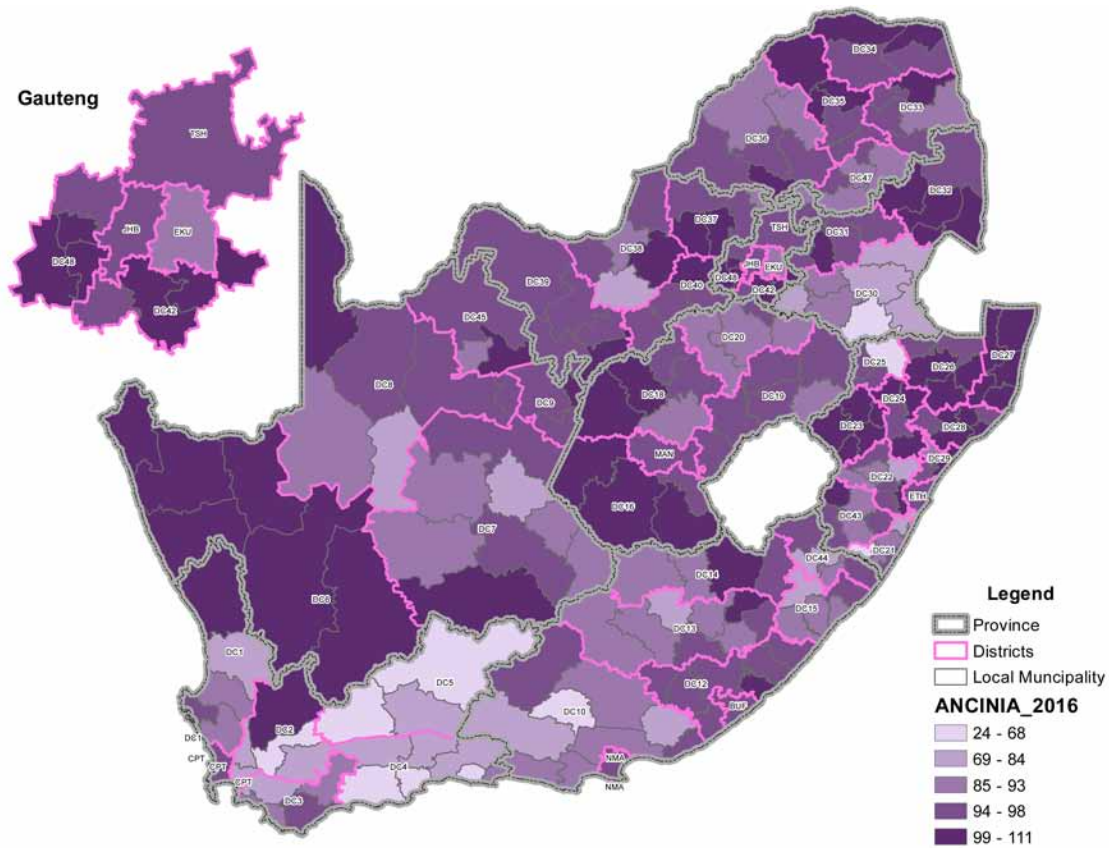 Gauteng
TSH
JHB
EKU
DC48
DC42
DC34
DC35
DC33
DC36
DC47
DC32
DC37
DC38
TSH
DC31
DC39
JHB
EKU
DC48
DC40
DC42
DC30
DC45
DC20
DC25
DC26
DC27
DC8
DC9
DC18
DC19
DC24
DC23
DC28
MAN
DC29
DC22
ETH
DC16
DC43
DC7
DC21
DC44
DC14
DC6
DC15
DC13
DC1
DC5
DC12
DC10
BUF
DC2
DC1
CPT
CPT
DC4
NMA
CPT
DC3
NMA
Legend
Province
Districts
Local Muncipality
ANCINIA_2016
24 - 68
69 - 84
85 - 93
94 - 98
99 - 111